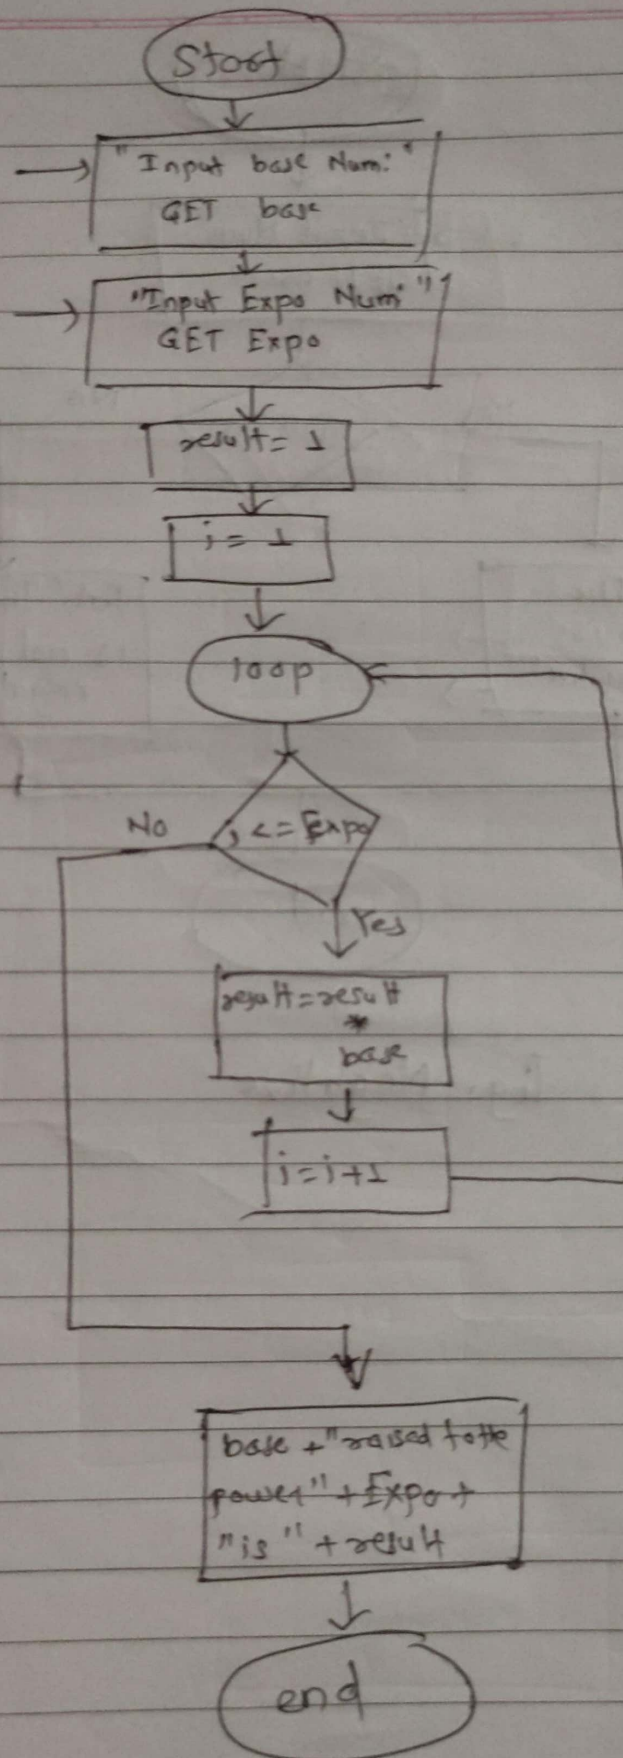 Start
"Input base Num:"
GET base
"Input Expo Num:"
GET Expo
result = 1
i = 1
loop
i <= Expo
No
Yes
result = result
*
base
i = i + 1
base + "raised to the
power" + Expo +
"is" + result
end